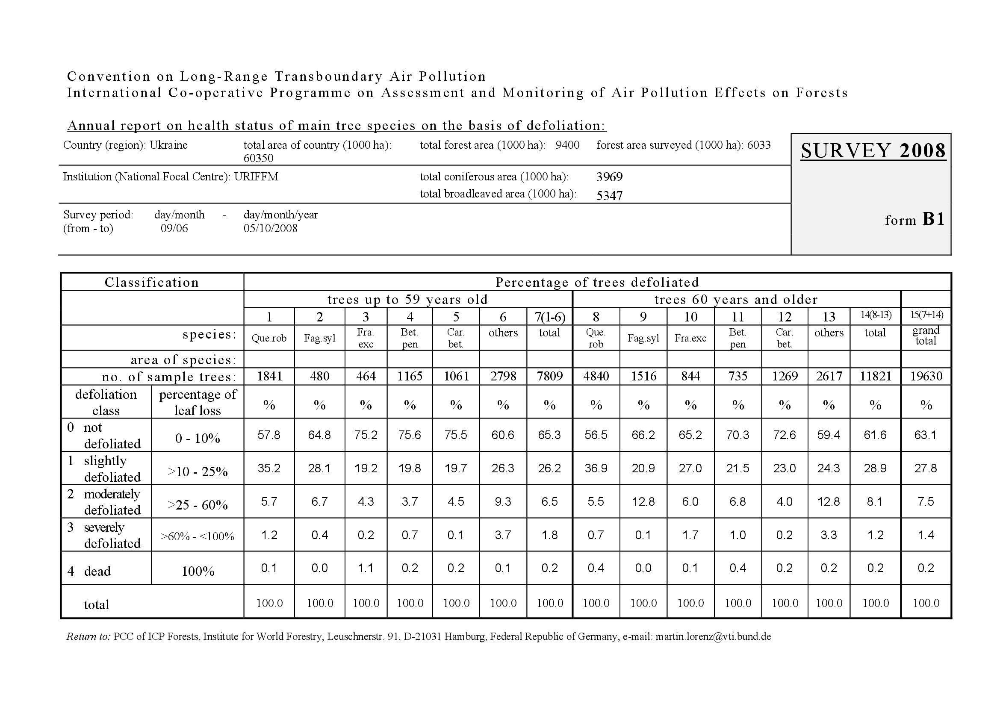 Convention on Long-Range Transboundary Air Pollution
International Co-operative Programme on Assessment and Monitoring of Air Pollution Effects on Forests
Annual report on health status of main tree species on the basis of defoliation:
Country (region): Ukraine total area of country (1000 ha): total forest area (1000 ha): 9400 forest area surveyed (1000 ha): 6033
60350
SURVEY 2008
Institution (National Focal Centre): URIFFM total coniferous area (1000 ha): 3969
total broadleaved area (1000 ha): 5347
Survey period: day/month - day/month/year
(from - to) 09/06 05/10/2008
form B1
Classification Percentage of trees defoliated
trees up to 59 years old trees 60 years and older
1 2 3 4 5 6 7(1-6) 8 9 10 11 12 13 14(8-13) 15(7+14)
species: Que.rob Fag.syl Fra. exc Bet. pen Car. bet. others total Que. rob Fag.syl Fra.exc Bet. pen Car. bet. others total grand total
area of species:
no. of sample trees: 1841 480 464 1165 1061 2798 7809 4840 1516 844 735 1269 2617 11821 19630
defoliation class percentage of leaf loss % % % % % % % % % % % % % % %
0 not defoliated 0 - 10% 57.8 64.8 75.2 75.6 75.5 60.6 65.3 56.5 66.2 65.2 70.3 72.6 59.4 61.6 63.1
1 slightly defoliated >10 - 25% 35.2 28.1 19.2 19.8 19.7 26.3 26.2 36.9 20.9 27.0 21.5 23.0 24.3 28.9 27.8
2 moderately defoliated >25 - 60% 5.7 6.7 4.3 3.7 4.5 9.3 6.5 5.5 12.8 6.0 6.8 4.0 12.8 8.1 7.5
3 severely defoliated >60% - <100% 1.2 0.4 0.2 0.7 0.1 3.7 1.8 0.7 0.1 1.7 1.0 0.2 3.3 1.2 1.4
4 dead 100% 0.1 0.0 1.1 0.2 0.2 0.1 0.2 0.4 0.0 0.1 0.4 0.2 0.2 0.2 0.2
total 100.0 100.0 100.0 100.0 100.0 100.0 100.0 100.0 100.0 100.0 100.0 100.0 100.0 100.0 100.0
Return to: PCC of ICP Forests, Institute for World Forestry, Leuschnerstr. 91, D-21031 Hamburg, Federal Republic of Germany, e-mail: martin.lorenz@vti.bund.de